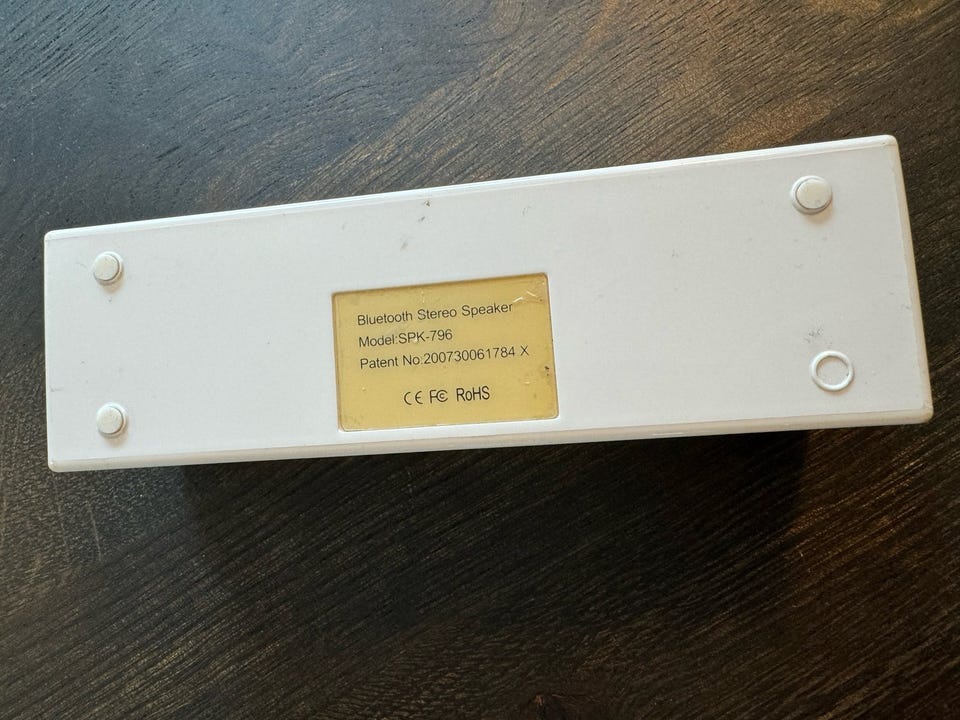 Bluetooth Stereo Speaker
Model:SPK-796
Patent No:200730061784 X
CE FC RoHS